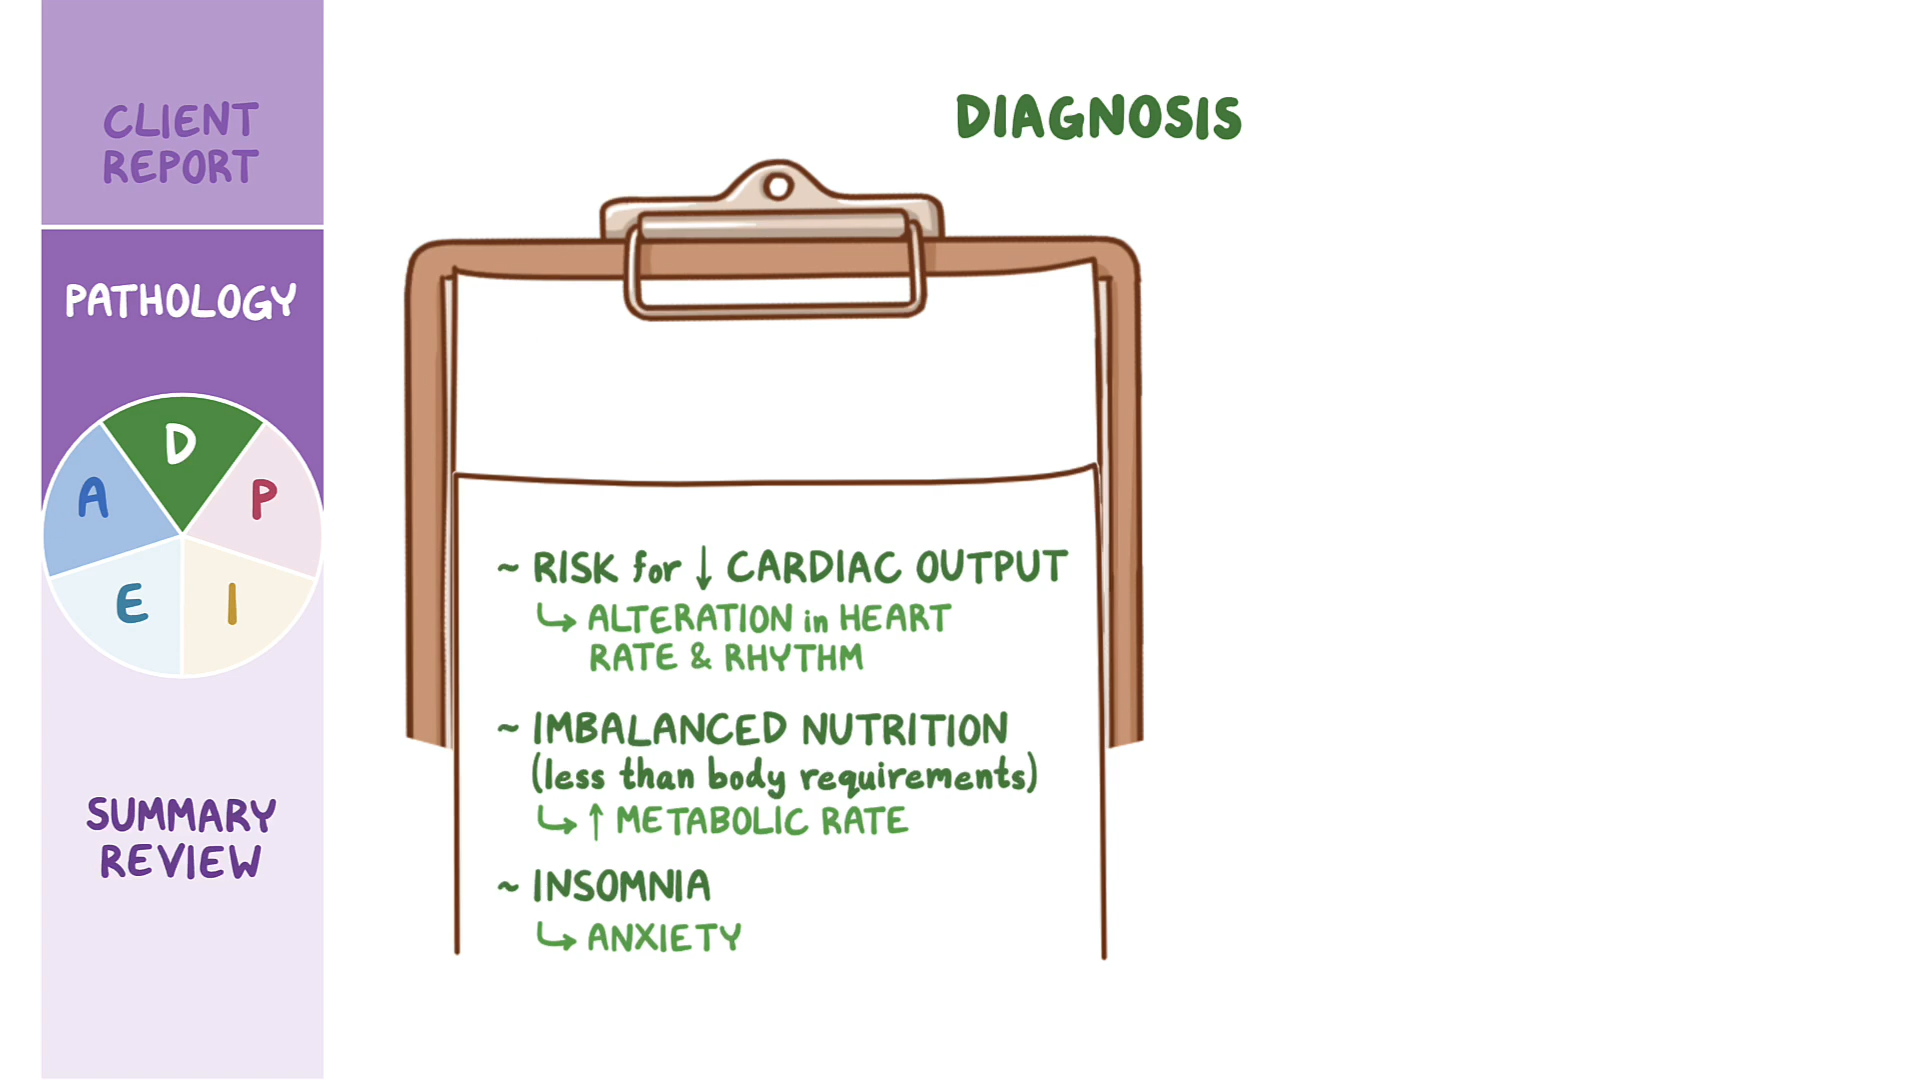 CLIENT
REPORT
PATHOLOGY
A
D
P
E
I
SUMMARY
REVIEW
DIAGNOSIS
~ RISK for ↓ CARDIAC OUTPUT
↳ ALTERATION in HEART
RATE & RHYTHM
~ IMBALANCED NUTRITION
(less than body requirements)
↳ ↑ METABOLIC RATE
~ INSOMNIA
↳ ANXIETY